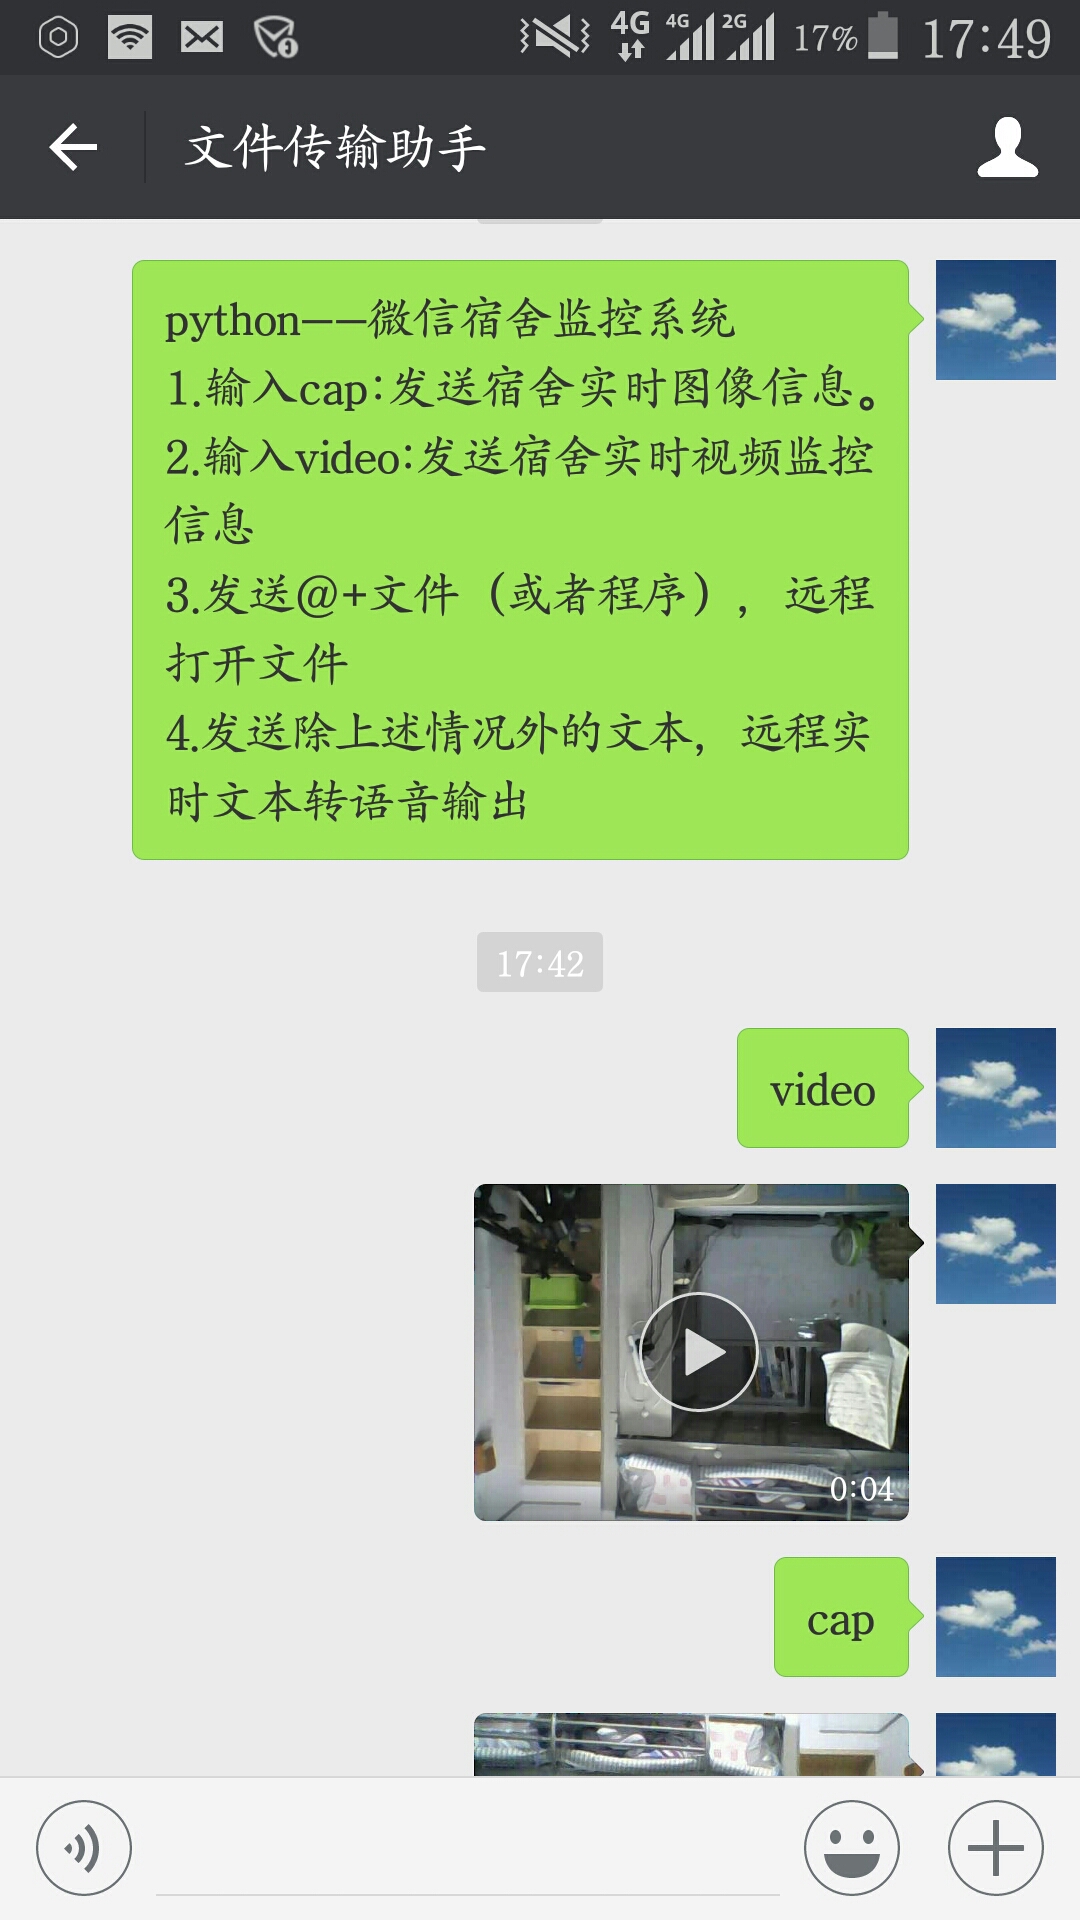 4G 4G 2G 17% 17:49
文件传输助手
python——微信宿舍监控系统
1.输入cap:发送宿舍实时图像信息。
2.输入video:发送宿舍实时视频监控
信息
3.发送@+文件（或者程序），远程
打开文件
4.发送除上述情况外的文本，远程实
时文本转语音输出
17:42
video
0:04
cap